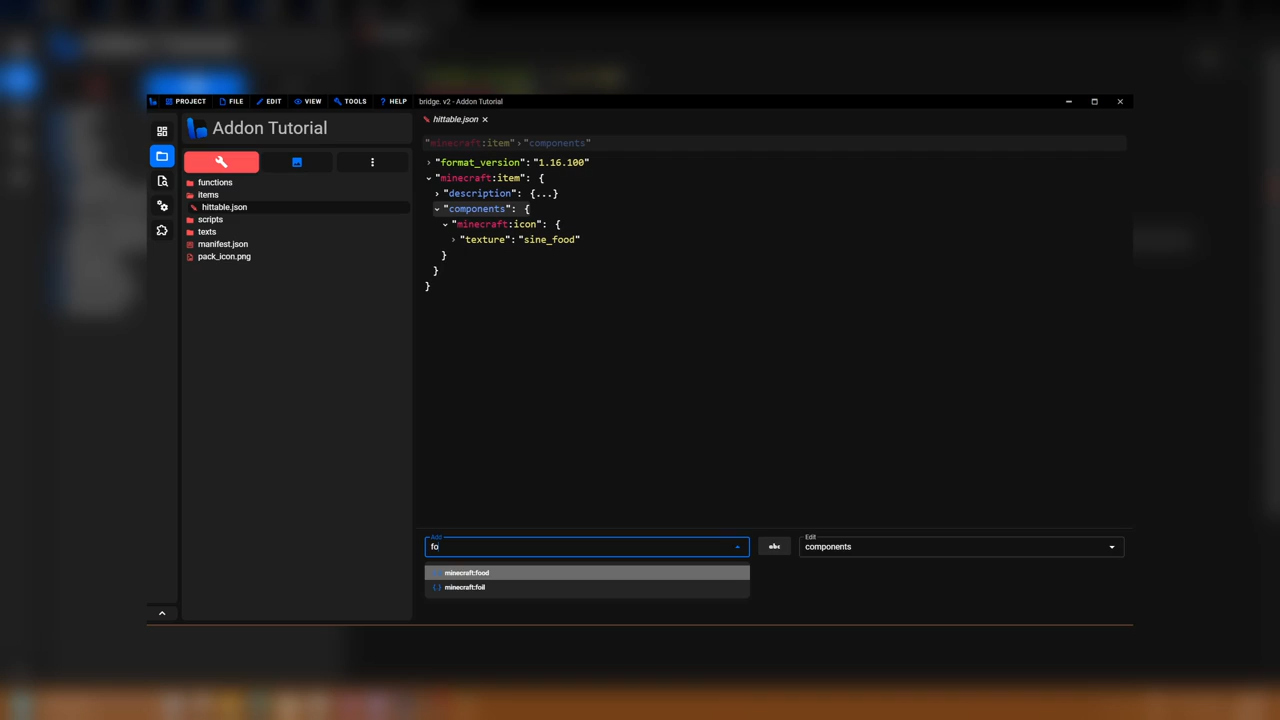 PROJECT FILE EDIT VIEW TOOLS HELP bridge. v2 - Addon Tutorial
Addon Tutorial
functions
items
hittable.json
scripts
texts
manifest.json
pack_icon.png
hittable.json
"minecraft:item" › "components"
"format_version": "1.16.100"
"minecraft:item": {
"description": {...}
"components": {
"minecraft:icon": {
"texture": "sine_food"
}
}
}
Add
fo
abc
Edit
components
minecraft:food
minecraft:foil